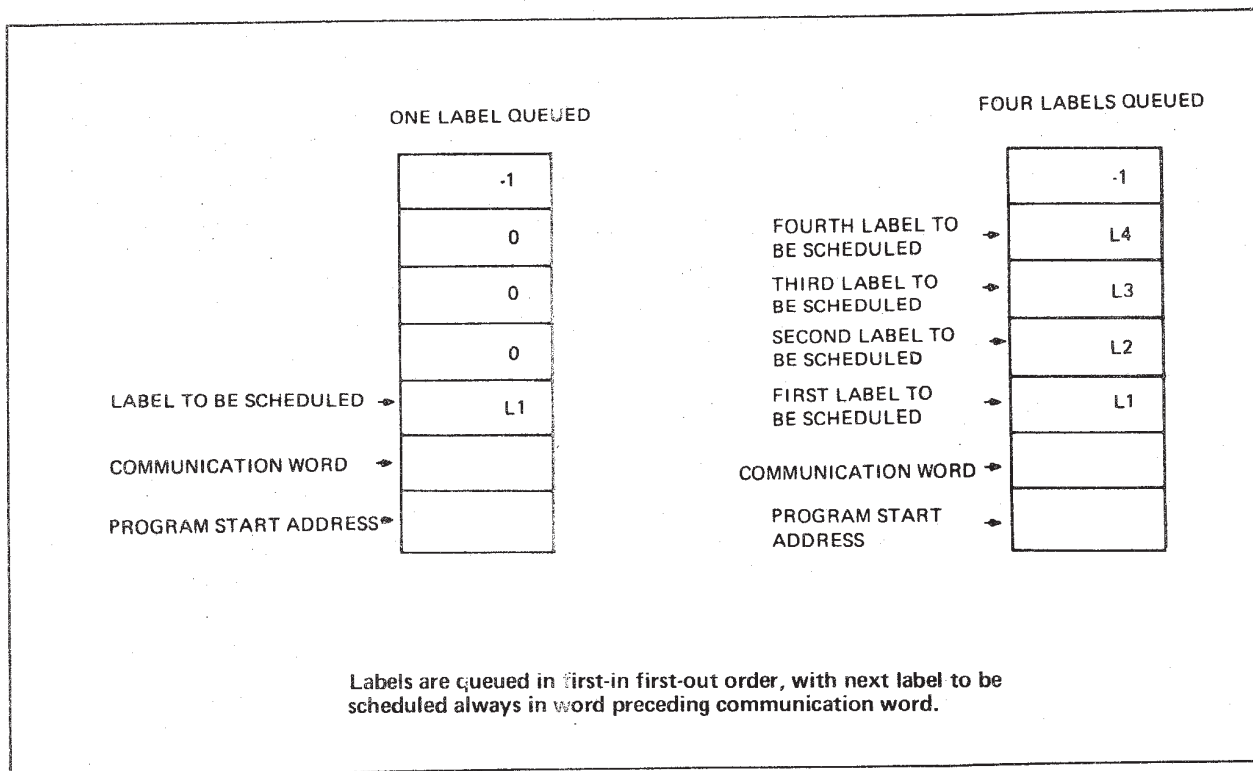 ONE LABEL QUEUED
-1
0
0
0
LABEL TO BE SCHEDULED
L1
COMMUNICATION WORD
PROGRAM START ADDRESS
FOUR LABELS QUEUED
-1
FOURTH LABEL TO
BE SCHEDULED
L4
THIRD LABEL TO
BE SCHEDULED
L3
SECOND LABEL TO
BE SCHEDULED
L2
FIRST LABEL TO
BE SCHEDULED
L1
COMMUNICATION WORD
PROGRAM START
ADDRESS
Labels are queued in first-in first-out order, with next label to be
scheduled always in word preceding communication word.